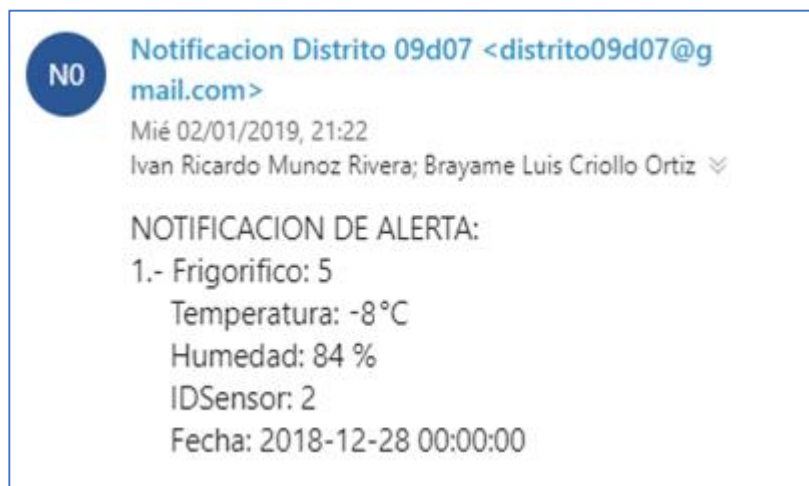 N0
Notificacion Distrito 09d07 <distrito09d07@g
mail.com>
Mié 02/01/2019, 21:22
Ivan Ricardo Munoz Rivera; Brayame Luis Criollo Ortiz
NOTIFICACION DE ALERTA:
1.- Frigorifico: 5
Temperatura: -8°C
Humedad: 84 %
IDSensor: 2
Fecha: 2018-12-28 00:00:00